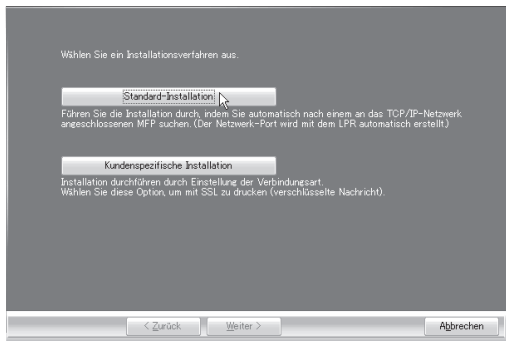 Wählen Sie ein Installationsverfahren aus.
Standard-Installation
Führen Sie die Installation durch, indem Sie automatisch nach einem an das TCP/IP-Netzwerk
angeschlossenen MFP suchen. (Der Netzwerk-Port wird mit dem LPR automatisch erstellt.)
Kundenspezifische Installation
Installation durchführen durch Einstellung der Verbindungsart.
Wählen Sie diese Option, um mit SSL zu drucken (verschlüsselte Nachricht).
< Zurück Weiter > Abbrechen